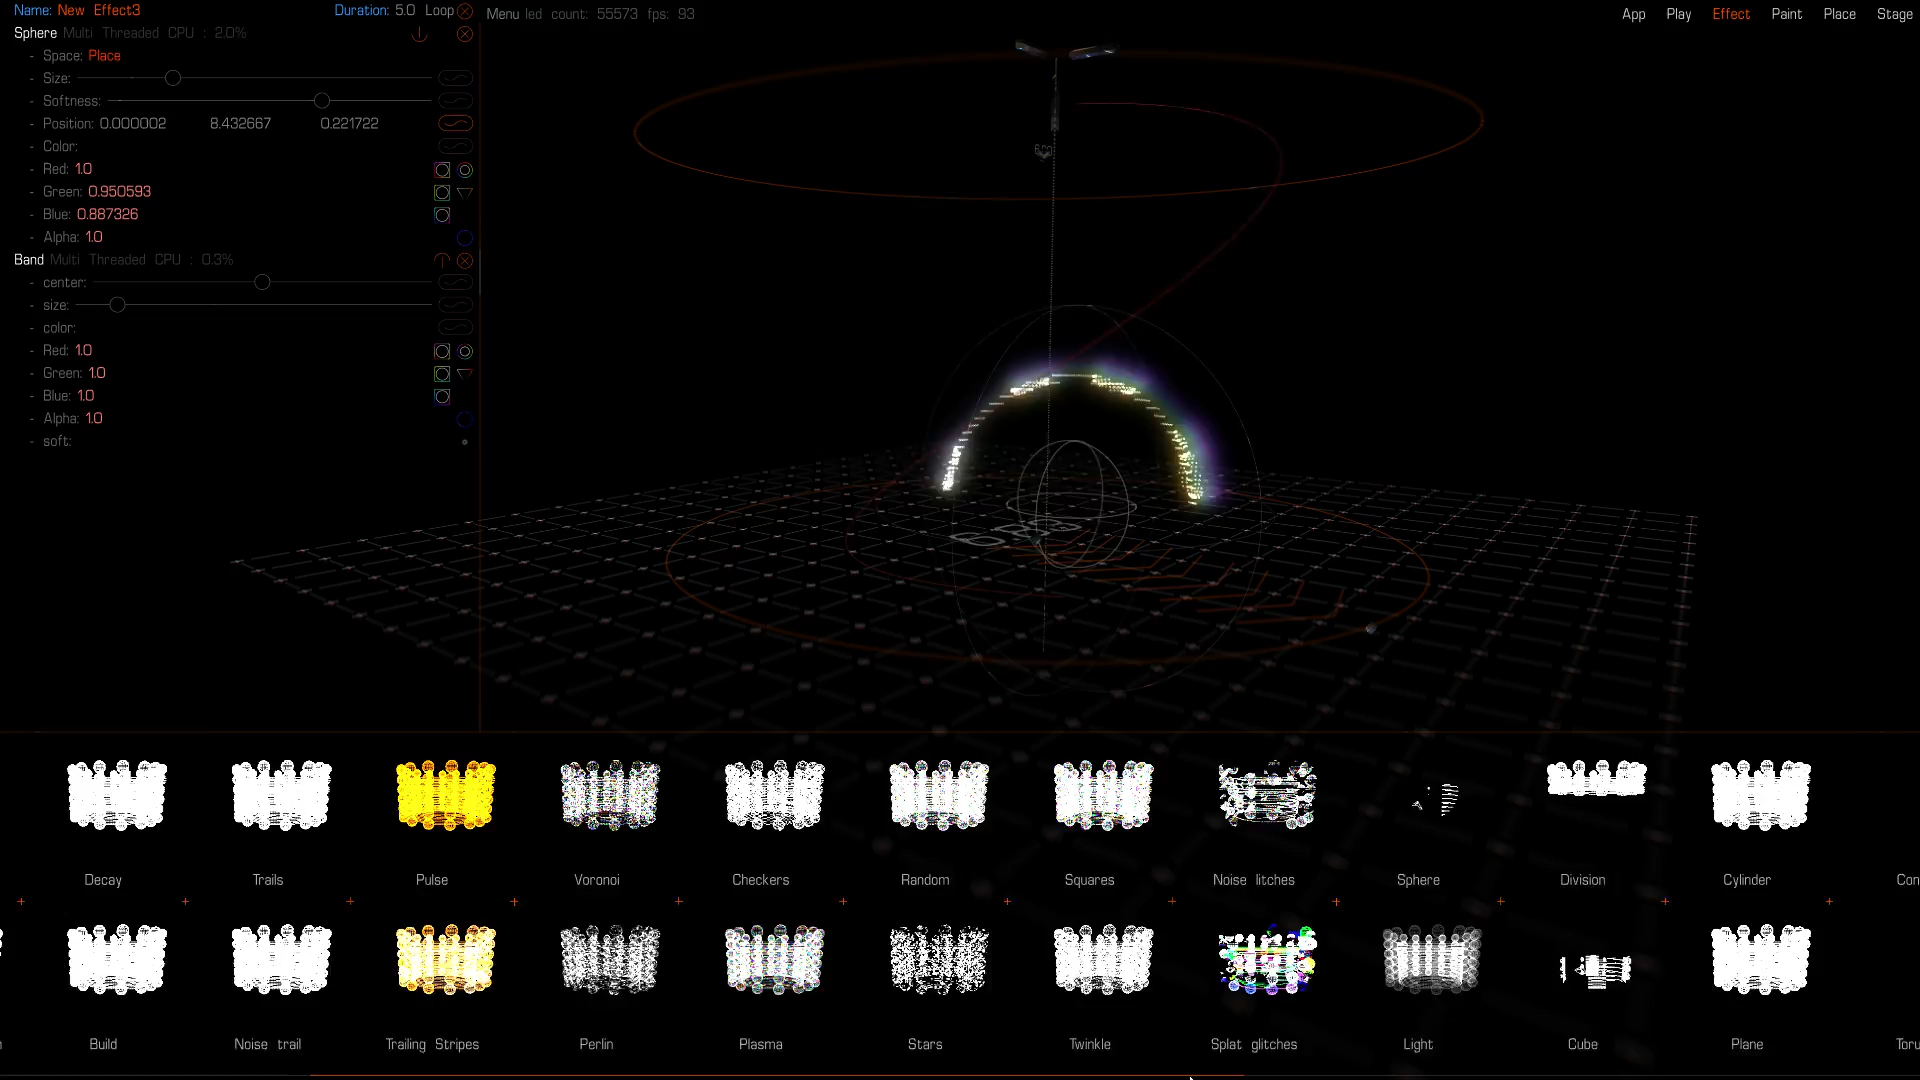 Name: New Effect3 Duration: 5.0 Loop Menu led count: 55573 fps: 93 App Play Effect Paint Place Stage
Sphere Multi Threaded CPU : 2.0%
- Space: Place
- Size:
- Softness:
- Position: 0.000002 8.432667 0.221722
- Color:
- Red: 1.0
- Green: 0.950593
- Blue: 0.887326
- Alpha: 1.0
Band Multi Threaded CPU : 0.3%
- center:
- size:
- color:
- Red: 1.0
- Green: 1.0
- Blue: 1.0
- Alpha: 1.0
- soft:
Decay Trails Pulse Voronoi Checkers Random Squares Noise litches Sphere Division Cylinder Con
Build Noise trail Trailing Stripes Perlin Plasma Stars Twinkle Splat glitches Light Cube Plane Toru